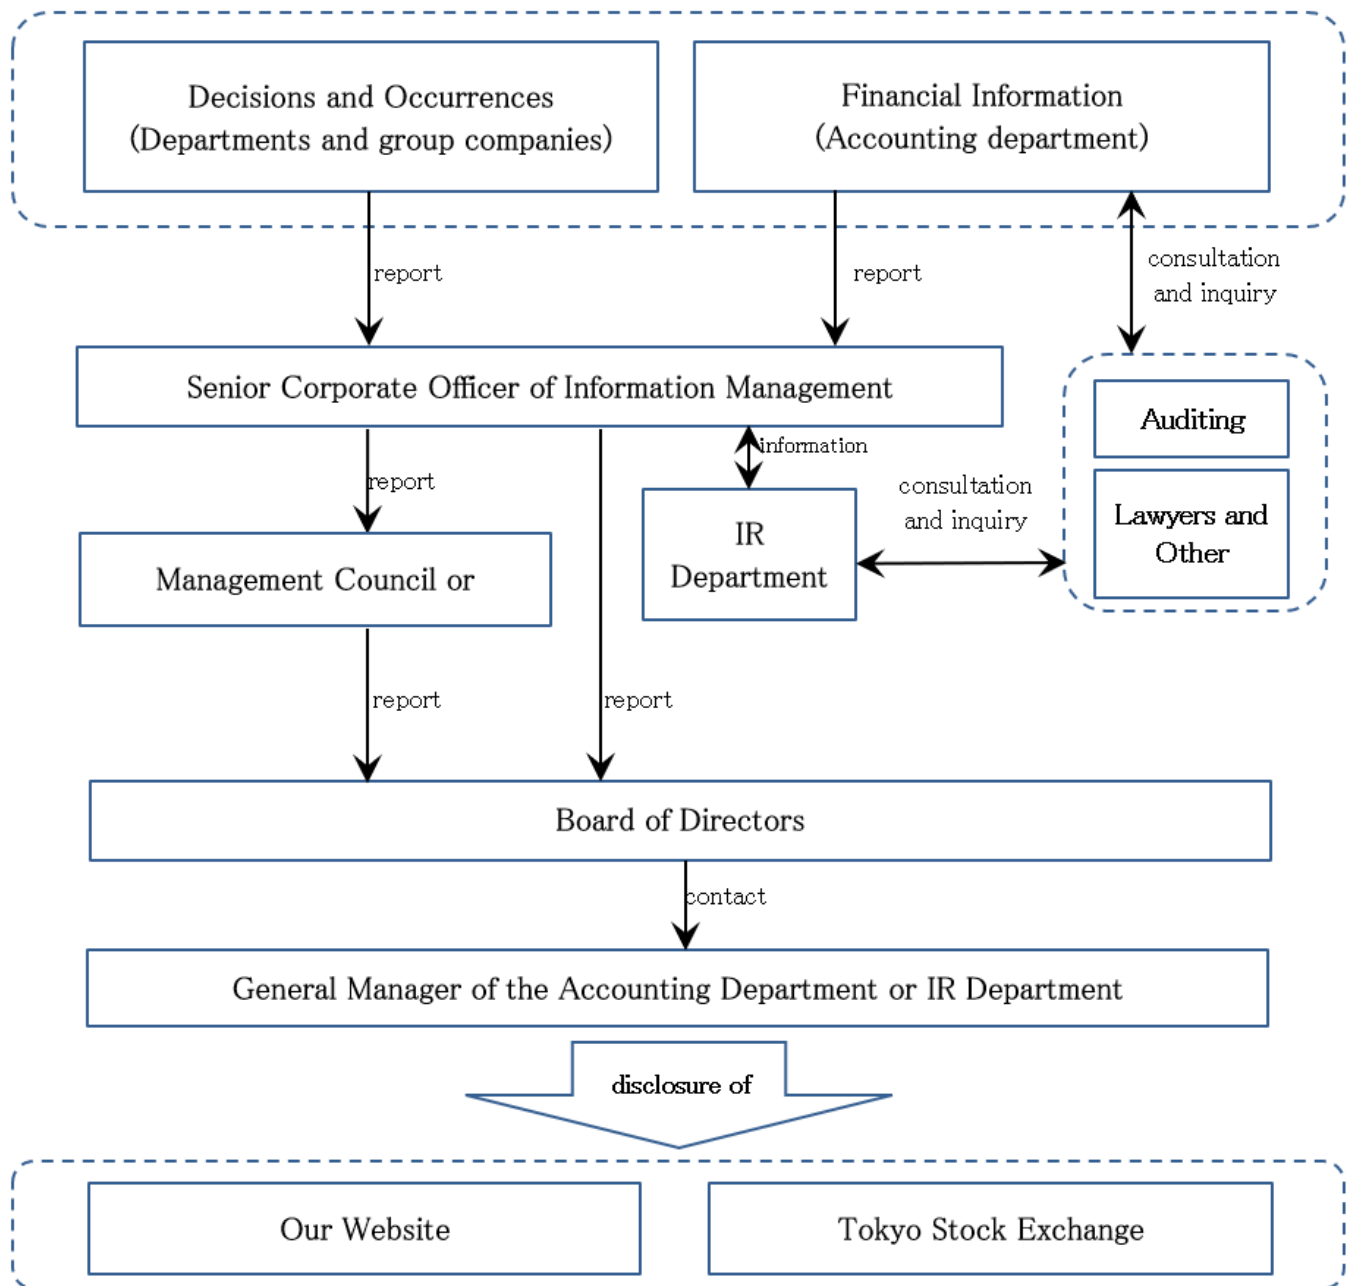 Decisions and Occurrences
(Departments and group companies)
Financial Information
(Accounting department)
report
report
consultation
and inquiry
Senior Corporate Officer of Information Management
Auditing
information
report
consultation
and inquiry
Lawyers and
Other
IR
Department
Management Council or
report
report
Board of Directors
contact
General Manager of the Accounting Department or IR Department
disclosure of
Our Website
Tokyo Stock Exchange